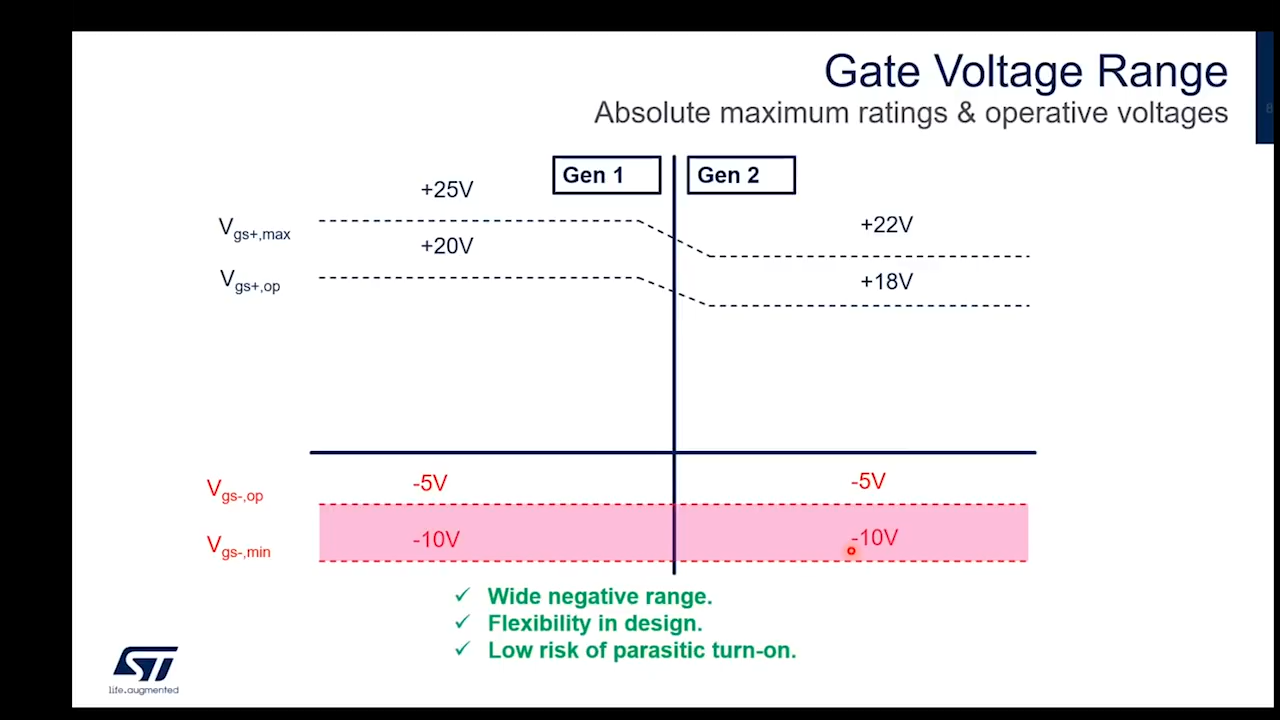 Gate Voltage Range
Absolute maximum ratings & operative voltages
8
Gen 1
Gen 2
+25V
+22V
Vgs+,max
+20V
+18V
Vgs+,op
-5V
-5V
Vgs-,op
-10V
-10V
Vgs-,min
✓ Wide negative range.
✓ Flexibility in design.
✓ Low risk of parasitic turn-on.
ST
life.augmented